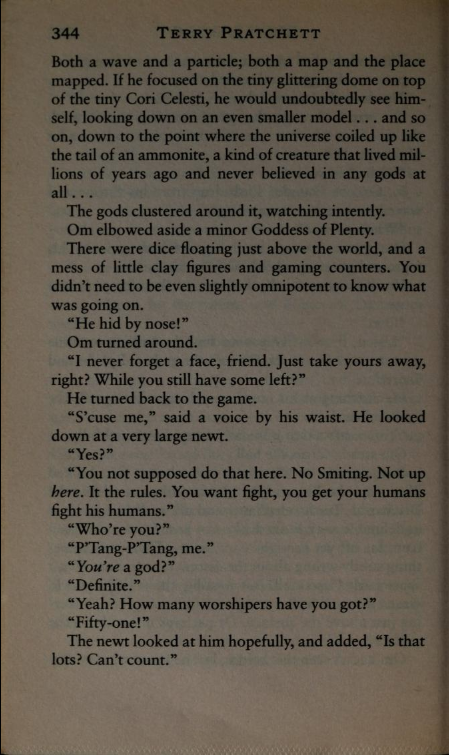 344 TERRY PRATCHETT
Both a wave and a particle; both a map and the place
mapped. If he focused on the tiny glittering dome on top
of the tiny Cori Celesti, he would undoubtedly see him-
self, looking down on an even smaller model . . . and so
on, down to the point where the universe coiled up like
the tail of an ammonite, a kind of creature that lived mil-
lions of years ago and never believed in any gods at
all . . .
The gods clustered around it, watching intently.
Om elbowed aside a minor Goddess of Plenty.
There were dice floating just above the world, and a
mess of little clay figures and gaming counters. You
didn't need to be even slightly omnipotent to know what
was going on.
“He hid by nose!”
Om turned around.
“I never forget a face, friend. Just take yours away,
right? While you still have some left?”
He turned back to the game.
“S'cuse me,” said a voice by his waist. He looked
down at a very large newt.
“Yes?”
“You not supposed do that here. No Smiting. Not up
here. It the rules. You want fight, you get your humans
fight his humans.”
“Who're you?”
“P'Tang-P'Tang, me.”
“You're a god?”
“Definite.”
“Yeah? How many worshipers have you got?”
“Fifty-one!”
The newt looked at him hopefully, and added, “Is that
lots? Can't count.”